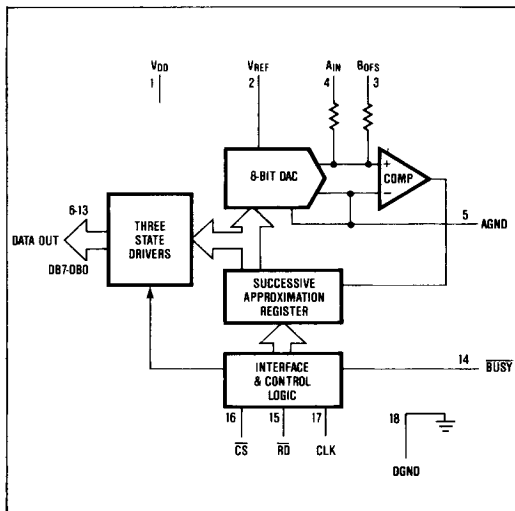 VDD
1
VREF
2
AIN
4
BOFS
3
8-BIT DAC
+
−
COMP
5
AGND
6-13
DATA OUT
DB7-DB0
THREE
STATE
DRIVERS
SUCCESSIVE
APPROXIMATION
REGISTER
INTERFACE
& CONTROL
LOGIC
14
BUSY
16
15
17
CS
RD
CLK
18
DGND